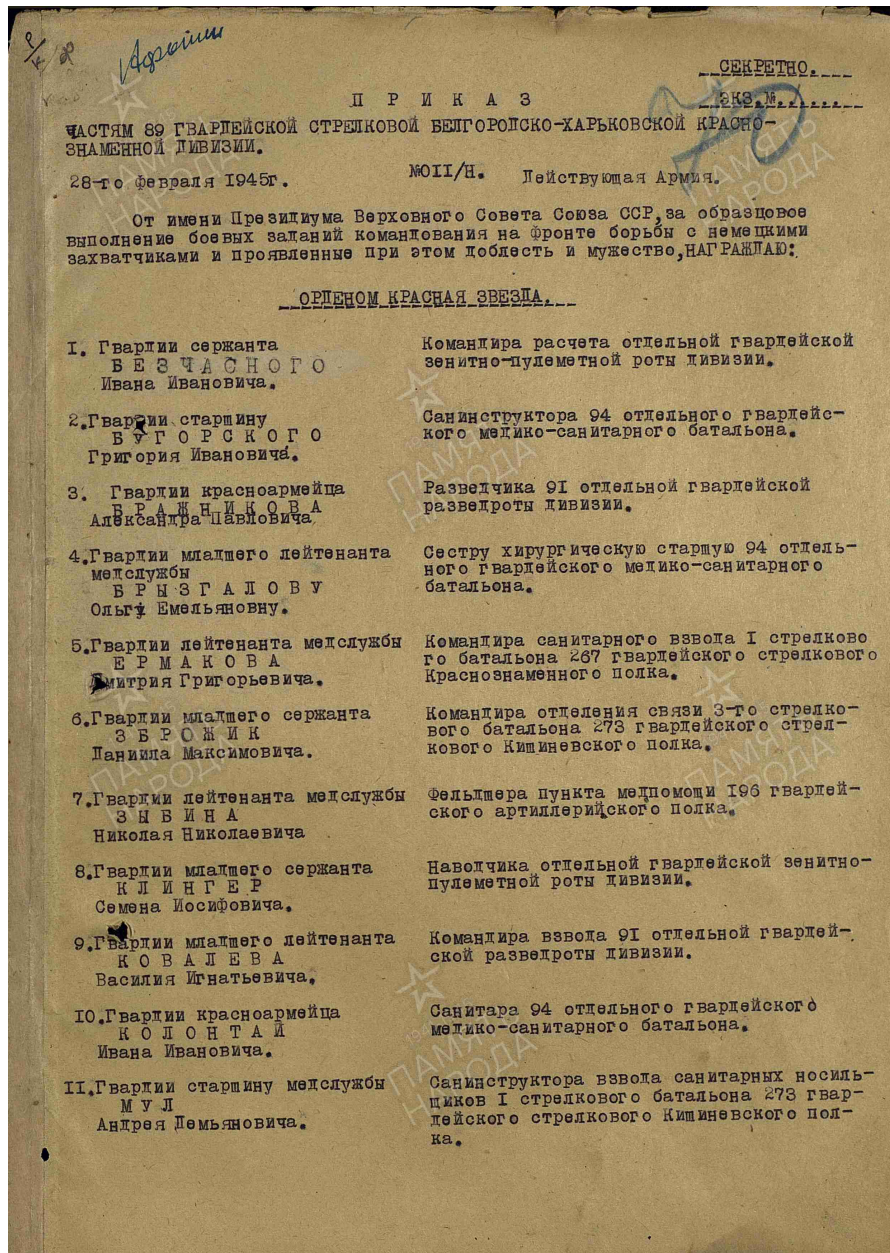 СЕКРЕТНО.
ЭКЗ.№.......
П Р И К А З
ЧАСТЯМ 89 ГВАРДЕЙСКОЙ СТРЕЛКОВОЙ БЕЛГОРОДСКО-ХАРЬКОВСКОЙ КРАСНО-
ЗНАМЕННОЙ ДИВИЗИИ.
28-го февраля 1945г. №0II/Н. Действующая Армия.
От имени Президиума Верховного Совета Союза ССР,за образцовое
выполнение боевых заданий командования на фронте борьбы с немецкими
захватчиками и проявленные при этом доблесть и мужество,НАГРАЖДАЮ:
ОРДЕНОМ КРАСНАЯ ЗВЕЗДА.
I. Гвардии сержанта
Б Е З Ч А С Н О Г О
Ивана Ивановича.
Командира расчета отдельной гвардейской
зенитно-пулеметной роты дивизии.
2.Гвардии старшину
Б У Г О Р С К О Г О
Григория Ивановича.
Санинструктора 94 отдельного гвардейс-
кого медико-санитарного батальона.
3. Гвардии красноармейца
Б Р А Ж Н И К О В А
Александра Павловича
Разведчика 9I отдельной гвардейской
разведроты дивизии.
4.Гвардии младшего лейтенанта
медслужбы
Б Р Ы З Г А Л О В У
Ольгу Емельяновну.
Сестру хирургическую старшую 94 отдель-
ного гвардейского медико-санитарного
батальона.
5.Гвардии лейтенанта медслужбы
Е Р М А К О В А
Дмитрия Григорьевича.
Командира санитарного взвода I стрелково
го батальона 267 гвардейского стрелкового
Краснознаменного полка.
6.Гвардии младшего сержанта
З Б Р О Ж И К
Даниила Максимовича.
Командира отделения связи 3-го стрелко-
вого батальона 273 гвардейского стрел-
кового Кишиневского полка.
7.Гвардии лейтенанта медслужбы
З Ы Б И Н А
Николая Николаевича
Фельдшера пункта медпомощи I96 гвардей-
ского артиллерийского полка.
8.Гвардии младшего сержанта
К Л И Н Г Е Р
Семена Иосифовича.
Наводчика отдельной гвардейской зенитно-
пулеметной роты дивизии.
9.Гвардии младшего лейтенанта
К О В А Л Е В А
Василия Игнатьевича.
Командира взвода 9I отдельной гвардей-
ской разведроты дивизии.
I0.Гвардии красноармейца
К О Л О Н Т А Й
Ивана Ивановича.
Санитара 94 отдельного гвардейского
медико-санитарного батальона.
II.Гвардии старшину медслужбы
М У Л
Андрея Демьяновича.
Санинструктора взвода санитарных носиль-
щиков I стрелкового батальона 273 гвар-
дейского стрелкового Кишиневского пол-
ка.
ПАМЯТЬ
НАРОДА